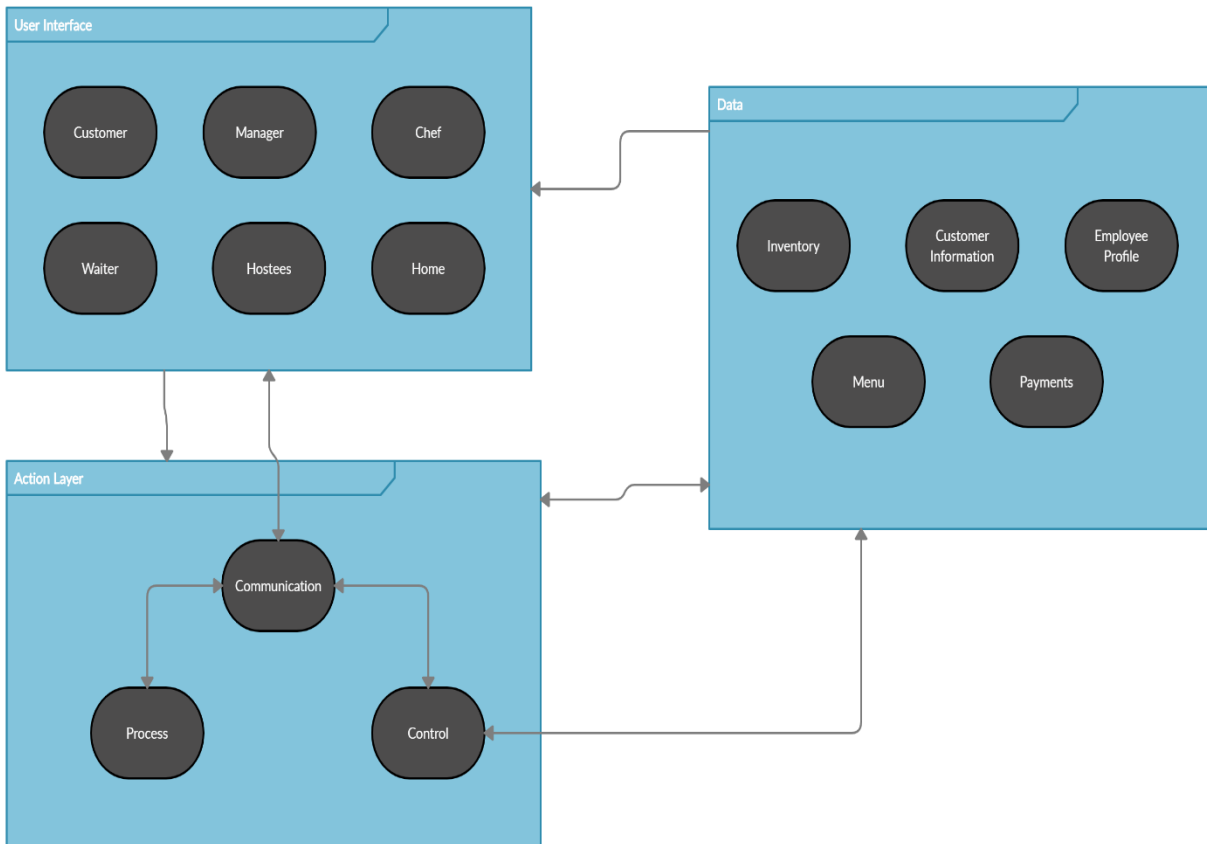 User Interface
Customer
Manager
Chef
Waiter
Hostees
Home
Data
Inventory
Customer
Information
Employee
Profile
Menu
Payments
Action Layer
Communication
Process
Control